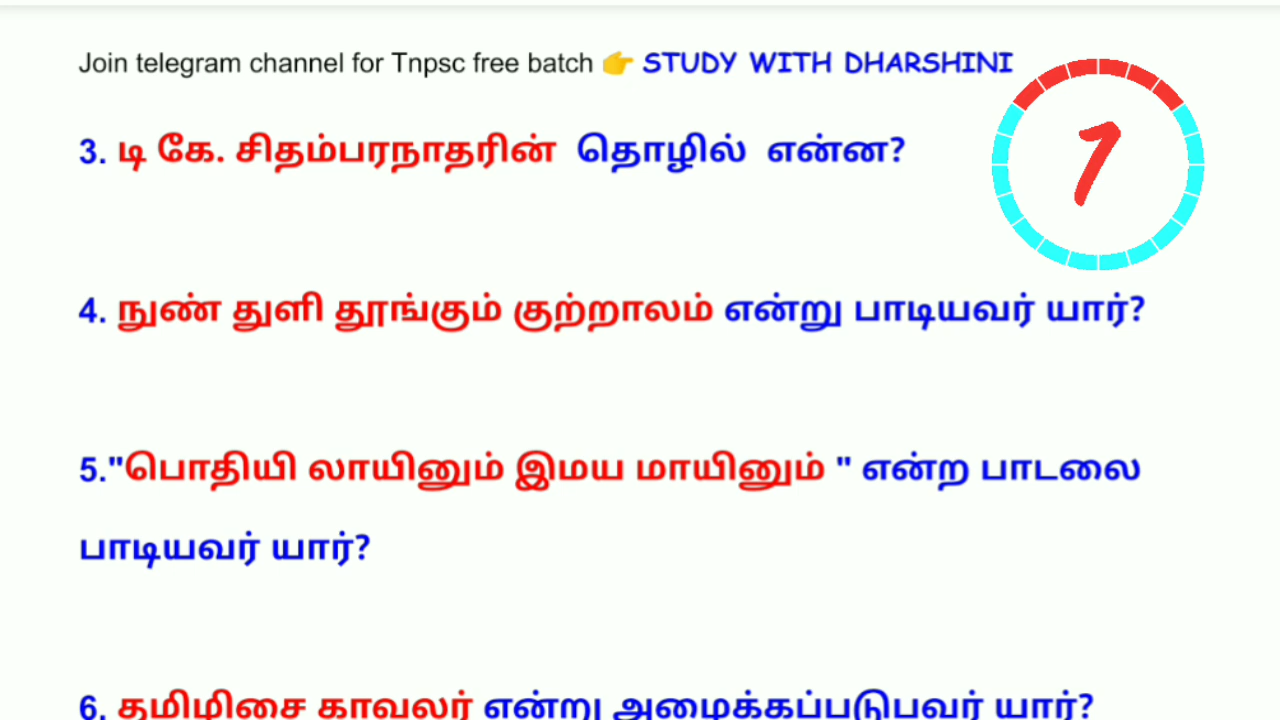 Join telegram channel for Tnpsc free batch 👉 STUDY WITH DHARSHINI
3. டி கே. சிதம்பரநாதரின் தொழில் என்ன?
1
4. நுண் துளி தூங்கும் குற்றாலம் என்று பாடியவர் யார்?
5."பொதியி லாயினும் இமய மாயினும் " என்ற பாடலை
பாடியவர் யார்?
6. தமிழிசை காவலர் என்று அழைக்கப்படுபவர் யார்?